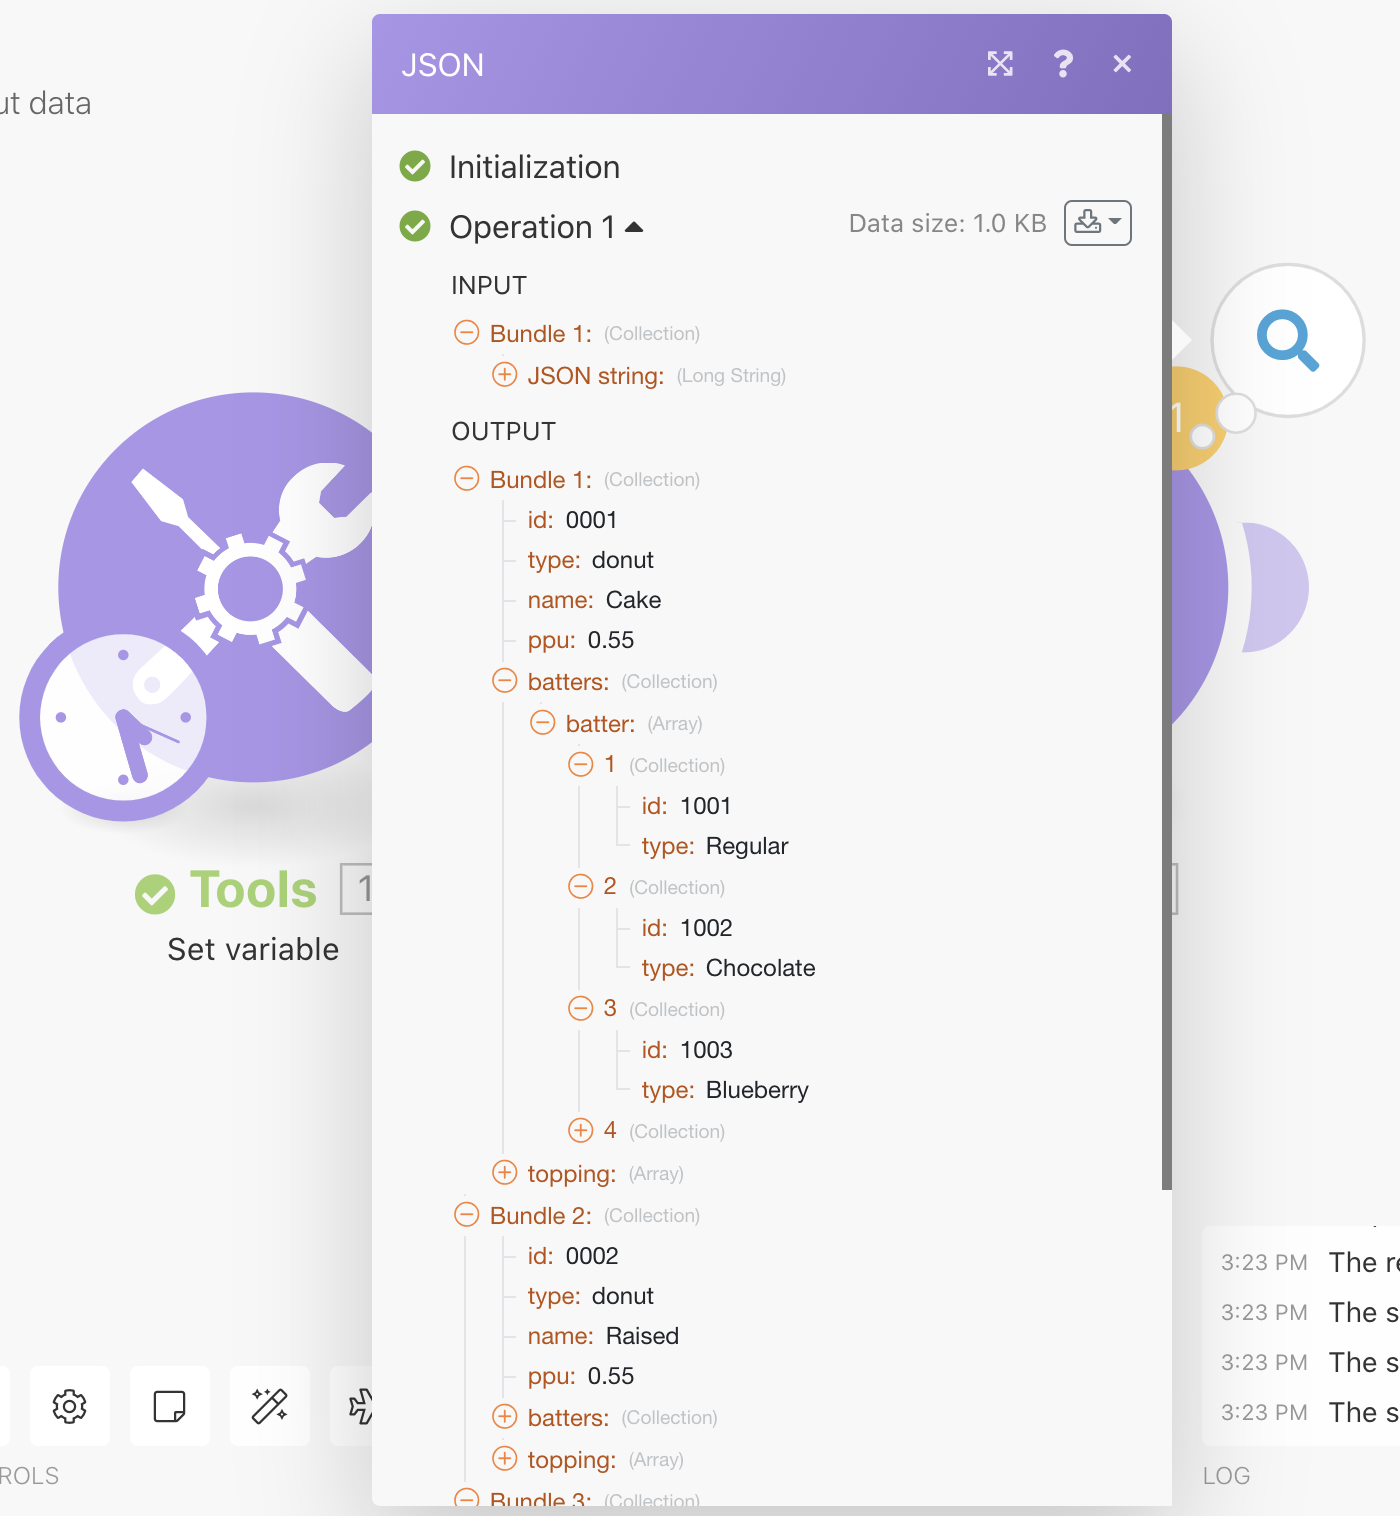 JSON
ut data
Initialization
Operation 1 Data size: 1.0 KB
INPUT
Bundle 1: (Collection)
JSON string: (Long String)
OUTPUT
1
Bundle 1: (Collection)
id: 0001
type: donut
name: Cake
ppu: 0.55
batters: (Collection)
batter: (Array)
1 (Collection)
id: 1001
type: Regular
2 (Collection)
Tools 1
id: 1002
Set variable
type: Chocolate
3 (Collection)
id: 1003
type: Blueberry
4 (Collection)
topping: (Array)
Bundle 2: (Collection)
id: 0002
type: donut
name: Raised
ppu: 0.55
batters: (Collection)
topping: (Array)
Bundle 3: (Collection)
3:23 PM The re
3:23 PM The s
3:23 PM The s
3:23 PM The s
ROLS
LOG